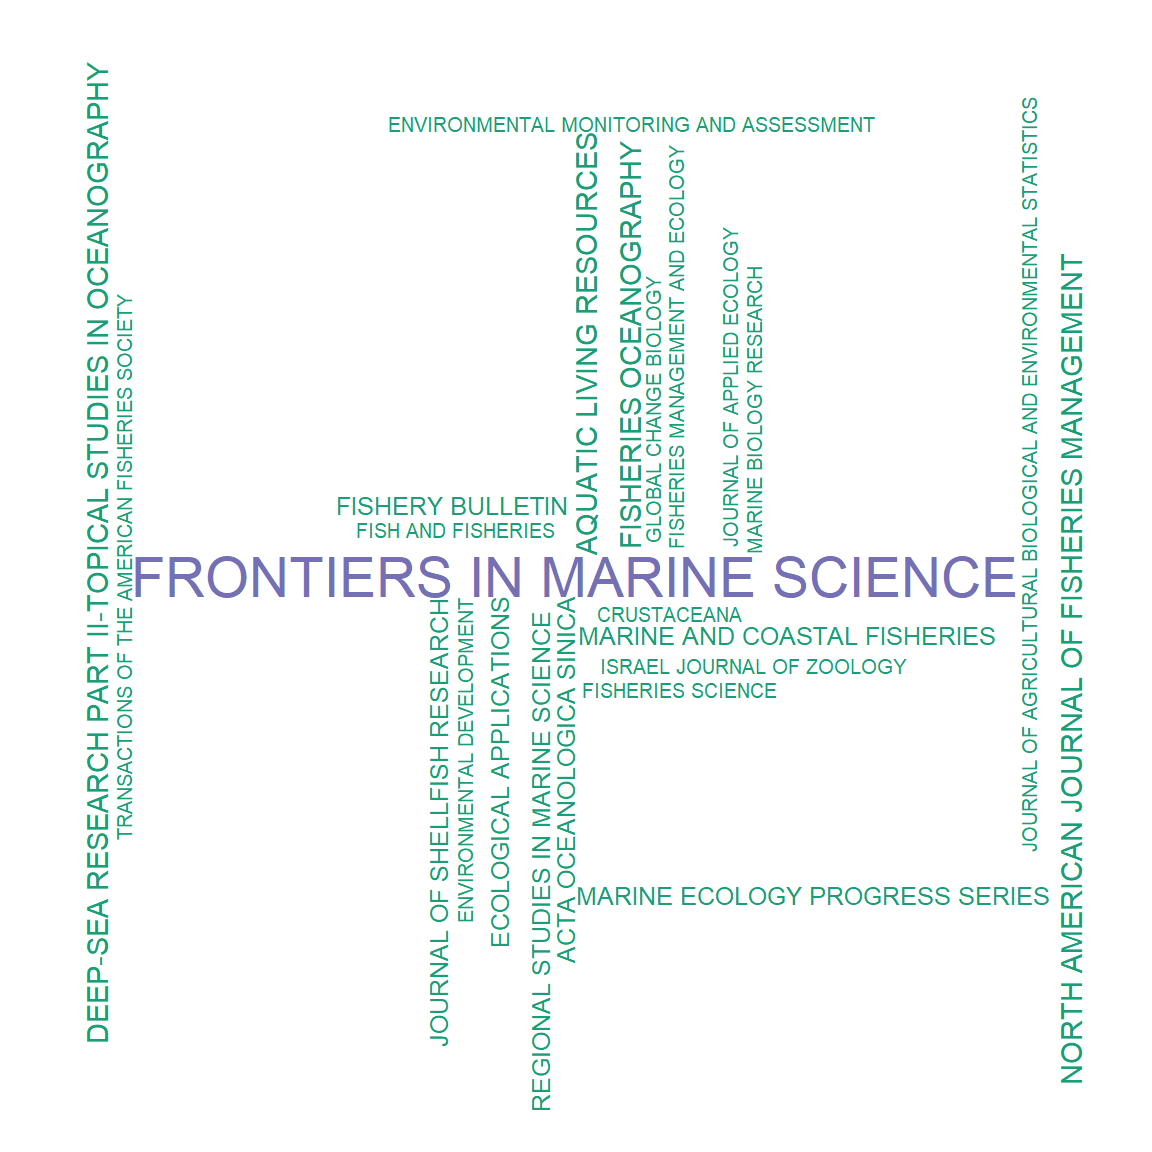 DEEP-SEA RESEARCH PART II-TOPICAL STUDIES IN OCEANOGRAPHY
TRANSACTIONS OF THE AMERICAN FISHERIES SOCIETY
ENVIRONMENTAL MONITORING AND ASSESSMENT
AQUATIC LIVING RESOURCES
FISHERIES OCEANOGRAPHY
GLOBAL CHANGE BIOLOGY
FISHERIES MANAGEMENT AND ECOLOGY
JOURNAL OF APPLIED ECOLOGY
MARINE BIOLOGY RESEARCH
JOURNAL OF AGRICULTURAL BIOLOGICAL AND ENVIRONMENTAL STATISTICS
NORTH AMERICAN JOURNAL OF FISHERIES MANAGEMENT
FISHERY BULLETIN
FISH AND FISHERIES
FRONTIERS IN MARINE SCIENCE
JOURNAL OF SHELLFISH RESEARCH
ENVIRONMENTAL DEVELOPMENT
ECOLOGICAL APPLICATIONS
REGIONAL STUDIES IN MARINE SCIENCE
ACTA OCEANOLOGICA SINICA
CRUSTACEANA
MARINE AND COASTAL FISHERIES
ISRAEL JOURNAL OF ZOOLOGY
FISHERIES SCIENCE
MARINE ECOLOGY PROGRESS SERIES